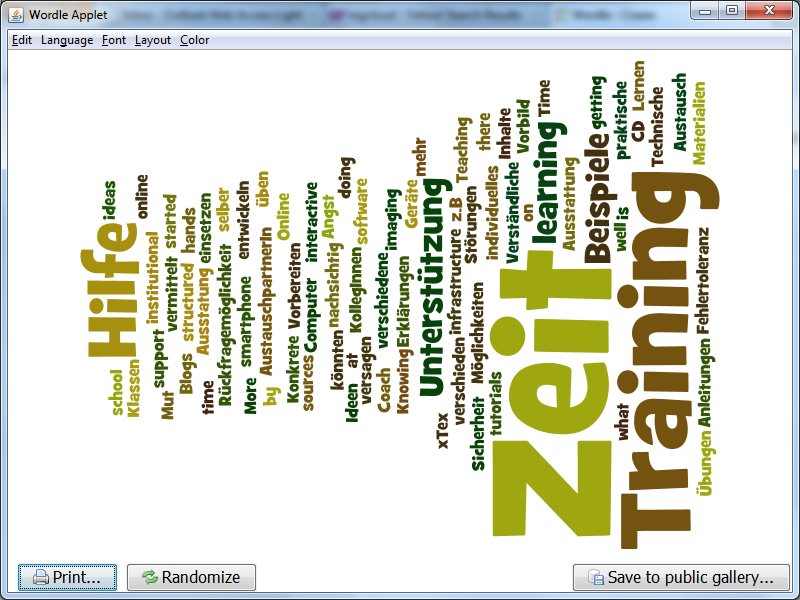 Wordle Applet
Edit Language Font Layout Color
Hilfe
ideas
school
Klassen
online
institutional
support
Mut
vermittelt
started
Blogs
structured
hands
Ausstatung
einsetzen
time
Rückfragemöglichkeit
selber
More
smartphone
entwickeln
by
AustauschpartnerIn
üben
Online
Konkrete
Vorbereiten
sources
Computer
interactive
nachsichtig
Angst
könnten
doing
Ideen
at
KollegInnen
software
versagen
Coach
verschiedene
imaging
Knowing
Erklärungen
Geräte
mehr
Unterstützung
xTex
verschieden
infrastructure
z.B
Teaching
Störungen
Sicherheit
Möglichkeiten
there
individuelles
tutorials
Inhalte
Verständliche
Vorbild
on
Time
learning
Ausstattung
Zeit
Beispiele
getting
well is
praktische
what
CD
Lernen
Technische
Training
Austausch
Materialien
Fehlertoleranz
Anleitungen
Übungen
Print...
Randomize
Save to public gallery...